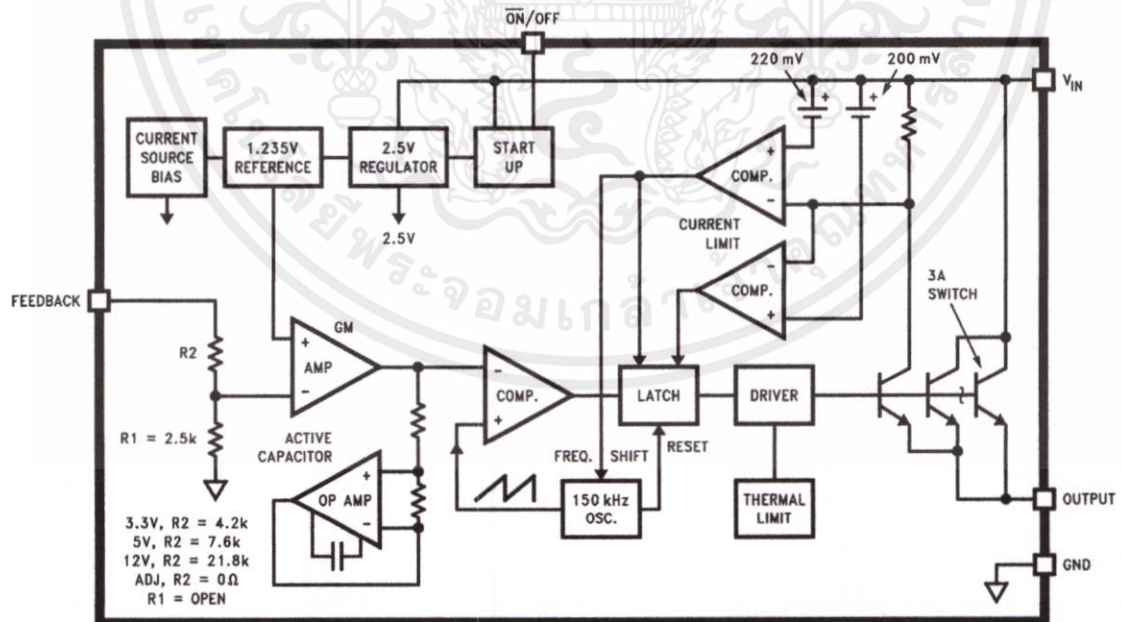 ON/OFF
220 mV
200 mV
VIN
CURRENT
SOURCE
BIAS
1.235V
REFERENCE
2.5V
REGULATOR
START
UP
2.5V
COMP.
+
-
CURRENT
LIMIT
COMP.
-
+
3A
SWITCH
FEEDBACK
R2
R1 = 2.5k
GM
AMP
+
-
ACTIVE
CAPACITOR
OP AMP
+
-
COMP.
-
+
LATCH
DRIVER
FREQ. SHIFT
RESET
150 kHz
OSC.
THERMAL
LIMIT
OUTPUT
GND
3.3V, R2 = 4.2k
5V, R2 = 7.6k
12V, R2 = 21.8k
ADJ, R2 = 0Ω
R1 = OPEN